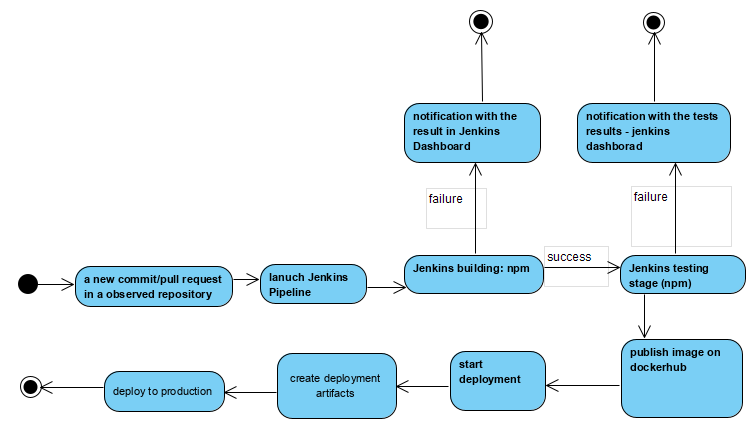 notification with the
result in Jenkins
Dashboard
notification with the tests
results - jenkins
dashborad
failure
failure
a new commit/pull request
in a observed repository
lanuch Jenkins
Pipeline
Jenkins building: npm
success
Jenkins testing
stage (npm)
publish image on
dockerhub
start
deployment
create deployment
artifacts
deploy to production